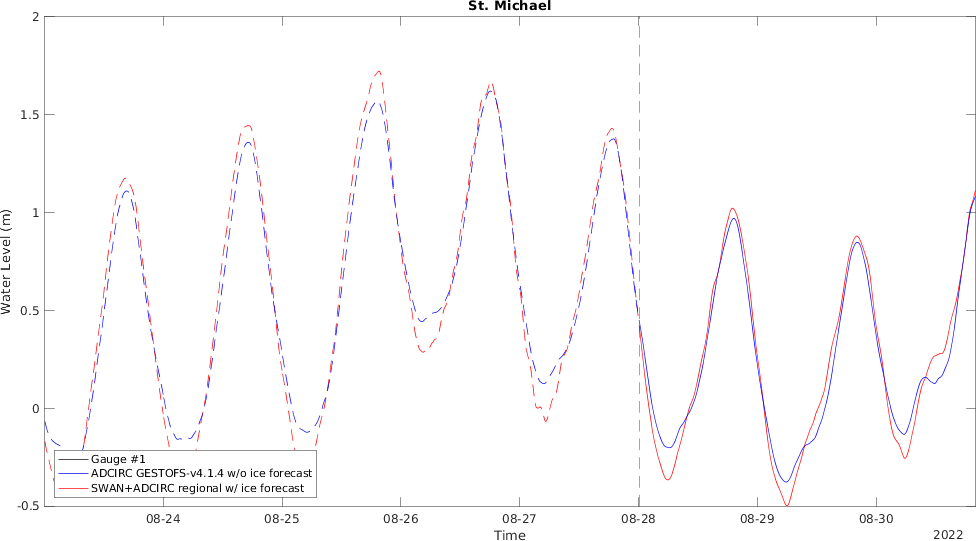 St. Michael
Water Level (m)
2
1.5
1
0.5
0
-0.5
Gauge #1
ADCIRC GESTOFS-v4.1.4 w/o ice forecast
SWAN+ADCIRC regional w/ ice forecast
08-24 08-25 08-26 08-27 08-28 08-29 08-30
Time
2022